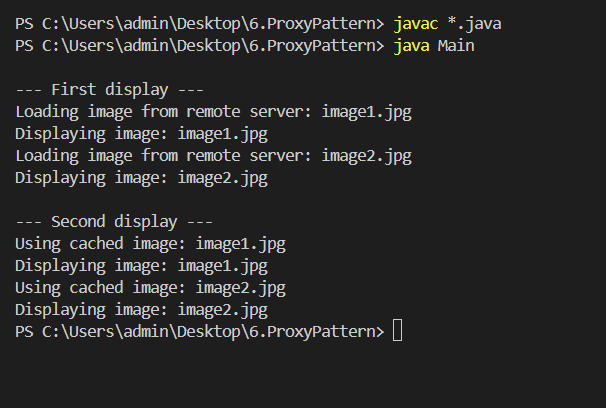 PS C:\Users\admin\Desktop\6.ProxyPattern> javac *.java
PS C:\Users\admin\Desktop\6.ProxyPattern> java Main
--- First display ---
Loading image from remote server: image1.jpg
Displaying image: image1.jpg
Loading image from remote server: image2.jpg
Displaying image: image2.jpg
--- Second display ---
Using cached image: image1.jpg
Displaying image: image1.jpg
Using cached image: image2.jpg
Displaying image: image2.jpg
PS C:\Users\admin\Desktop\6.ProxyPattern>